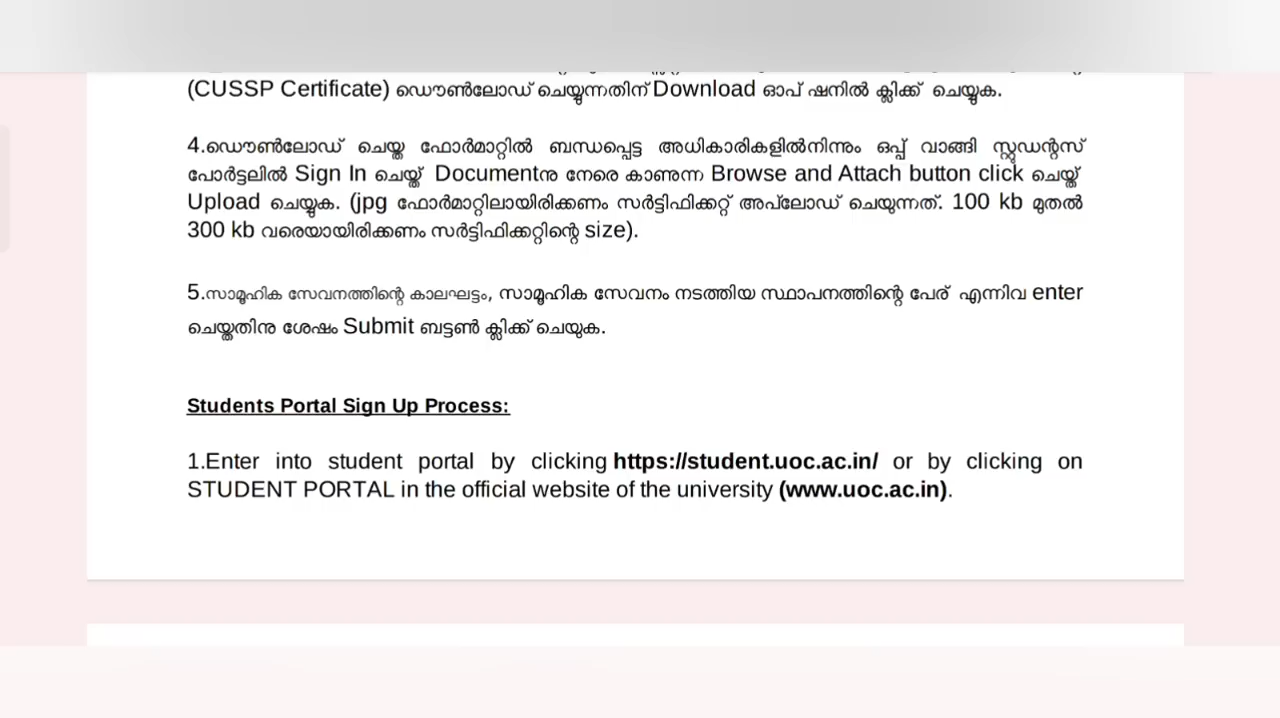 (CUSSP Certificate) ഡൌൺലോഡ് ചെയ്യുന്നതിന് Download ഓപ് ഷനിൽ ക്ലിക്ക് ചെയ്യുക.
4.ഡൌൺലോഡ് ചെയ്ത ഫോർമാറ്റിൽ ബന്ധപ്പെട്ട അധികാരികളിൽനിന്നും ഒപ്പ് വാങ്ങി സ്റ്റുഡന്റസ്
പോർട്ടലിൽ Sign In ചെയ്ത് Documentനു നേരെ കാണുന്ന Browse and Attach button click ചെയ്ത്
Upload ചെയ്യുക. (jpg ഫോർമാറ്റിലായിരിക്കണം സർട്ടിഫിക്കറ്റ് അപ്‌ലോഡ് ചെയുന്നത്. 100 kb മുതൽ
300 kb വരെയായിരിക്കണം സർട്ടിഫിക്കറ്റിന്റെ size).
5.സാമൂഹിക സേവനത്തിന്റെ കാലഘട്ടം, സാമൂഹിക സേവനം നടത്തിയ സ്ഥാപനത്തിന്റെ പേര് എന്നിവ enter
ചെയ്തതിനു ശേഷം Submit ബട്ടൺ ക്ലിക്ക് ചെയുക.
Students Portal Sign Up Process:
1.Enter into student portal by clicking https://student.uoc.ac.in/ or by clicking on
STUDENT PORTAL in the official website of the university (www.uoc.ac.in).